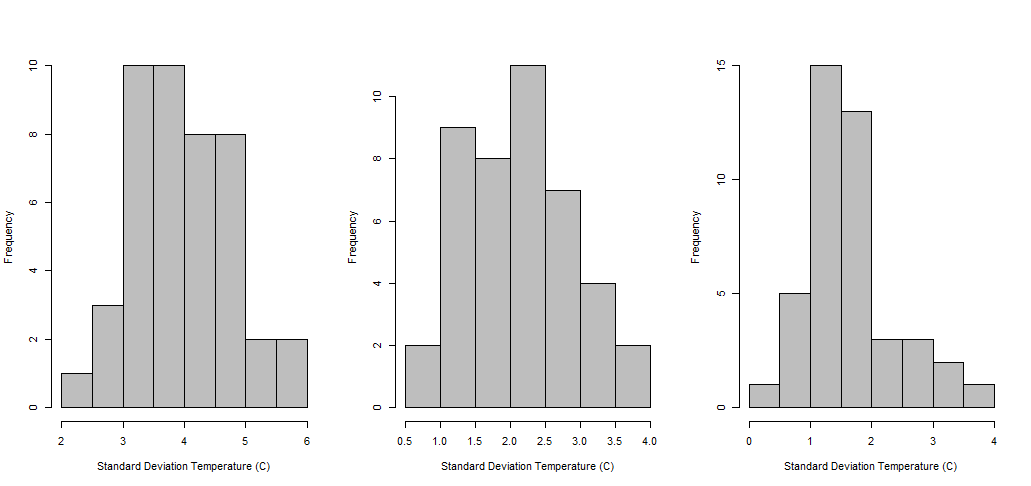 Frequency
0 2 4 6 8 10
2 3 4 5 6
Standard Deviation Temperature (C)
Frequency
0 2 4 6 8 10
0.5 1.0 1.5 2.0 2.5 3.0 3.5 4.0
Standard Deviation Temperature (C)
Frequency
0 5 10 15
0 1 2 3 4
Standard Deviation Temperature (C)